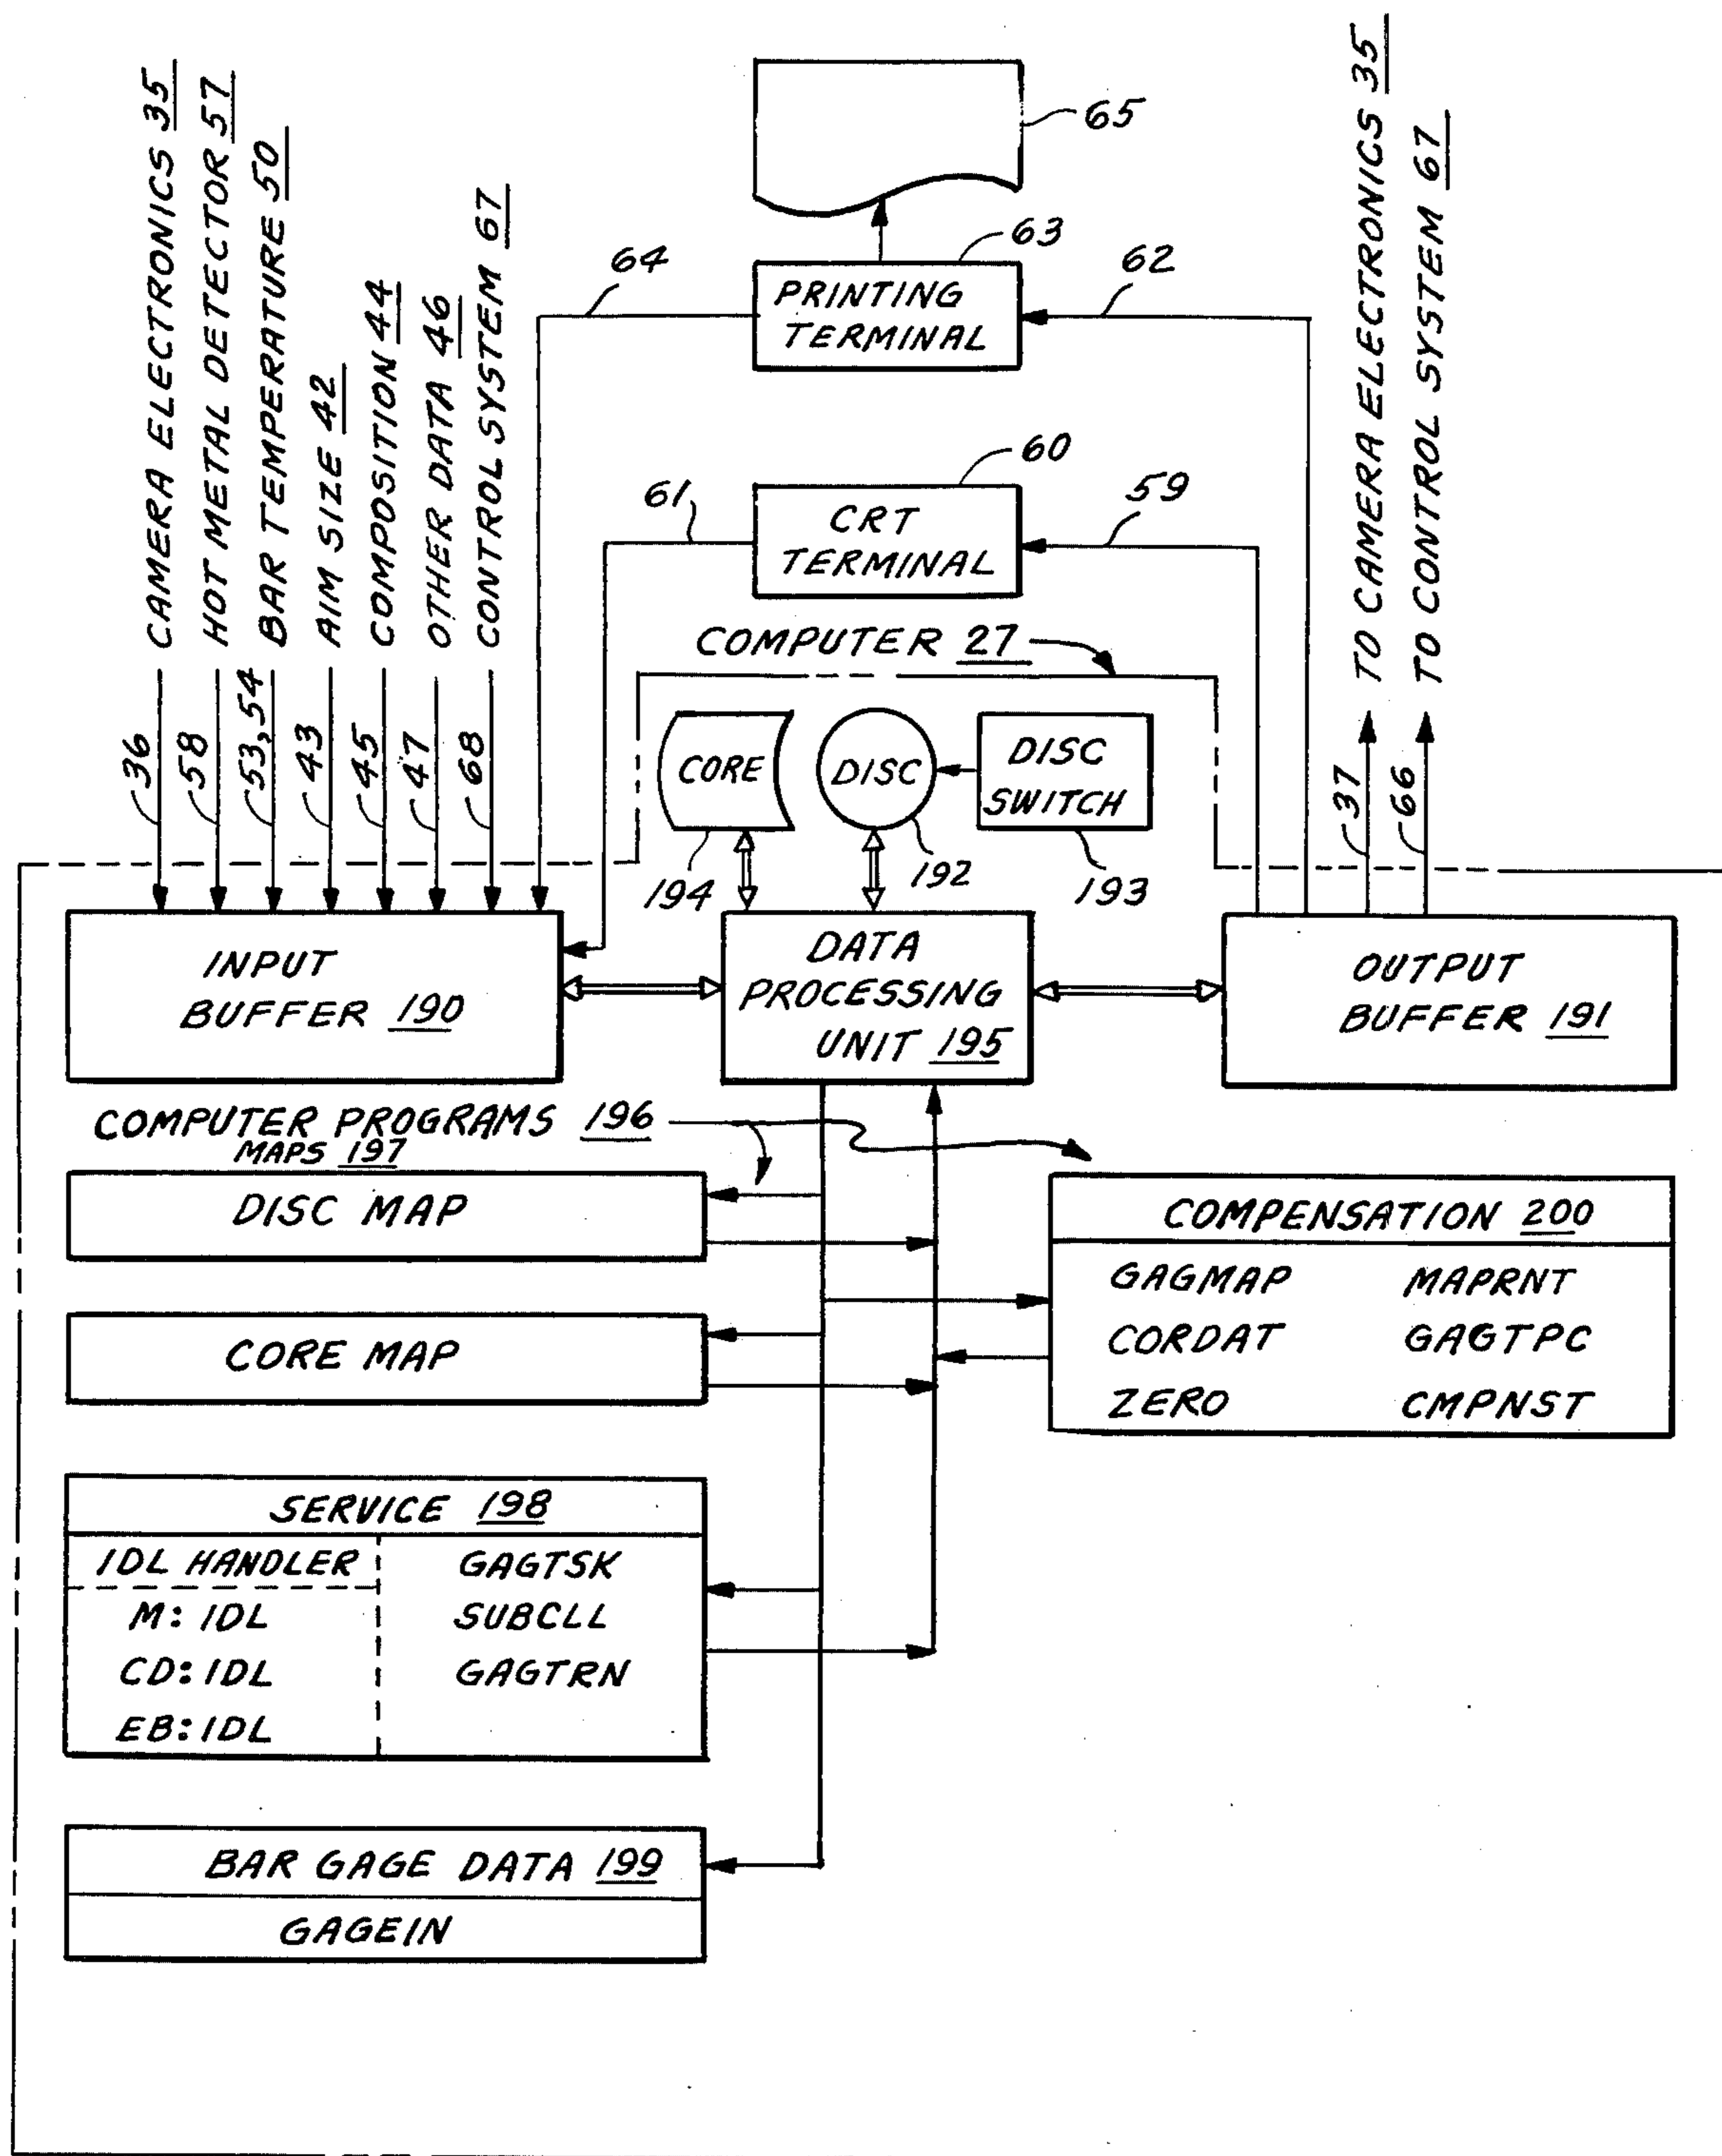 CAMERA ELECTRONICS 35
HOT METAL DETECTOR 57
BAR TEMPERATURE 50
AIM SIZE 42
COMPOSITION 44
OTHER DATA 46
CONTROL SYSTEM 67
36
58
53,54
43
45
47
68
65
63
PRINTING
TERMINAL
64
62
60
CRT
TERMINAL
61
59
TO CAMERA ELECTRONICS 35
TO CONTROL SYSTEM 67
37
66
COMPUTER 27
CORE
DISC
DISC
SWITCH
194
192
193
INPUT
BUFFER 190
DATA
PROCESSING
UNIT 195
OUTPUT
BUFFER 191
COMPUTER PROGRAMS 196
MAPS 197
DISC MAP
CORE MAP
COMPENSATION 200
GAGMAP MAPRNT
CORDAT GAGTPC
ZERO CMPNST
SERVICE 198
IDL HANDLER GAGTSK
M: IDL SUBCLL
CD: IDL GAGTRN
EB: IDL
BAR GAGE DATA 199
GAGEIN